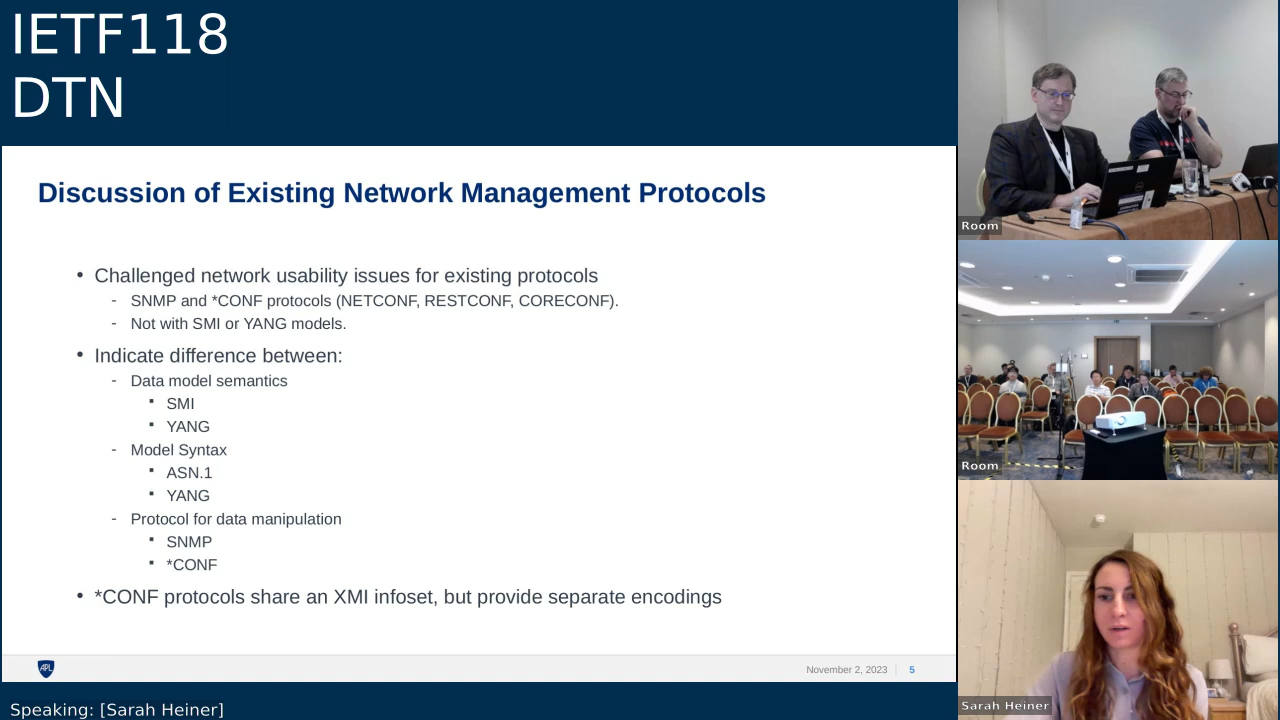 IETF118
DTN
Discussion of Existing Network Management Protocols
• Challenged network usability issues for existing protocols
- SNMP and *CONF protocols (NETCONF, RESTCONF, CORECONF).
- Not with SMI or YANG models.
• Indicate difference between:
- Data model semantics
▪ SMI
▪ YANG
- Model Syntax
▪ ASN.1
▪ YANG
- Protocol for data manipulation
▪ SNMP
▪ *CONF
• *CONF protocols share an XMI infoset, but provide separate encodings
APL
November 2, 2023 | 5
Speaking: [Sarah Heiner]
Room
Room
Sarah Heiner